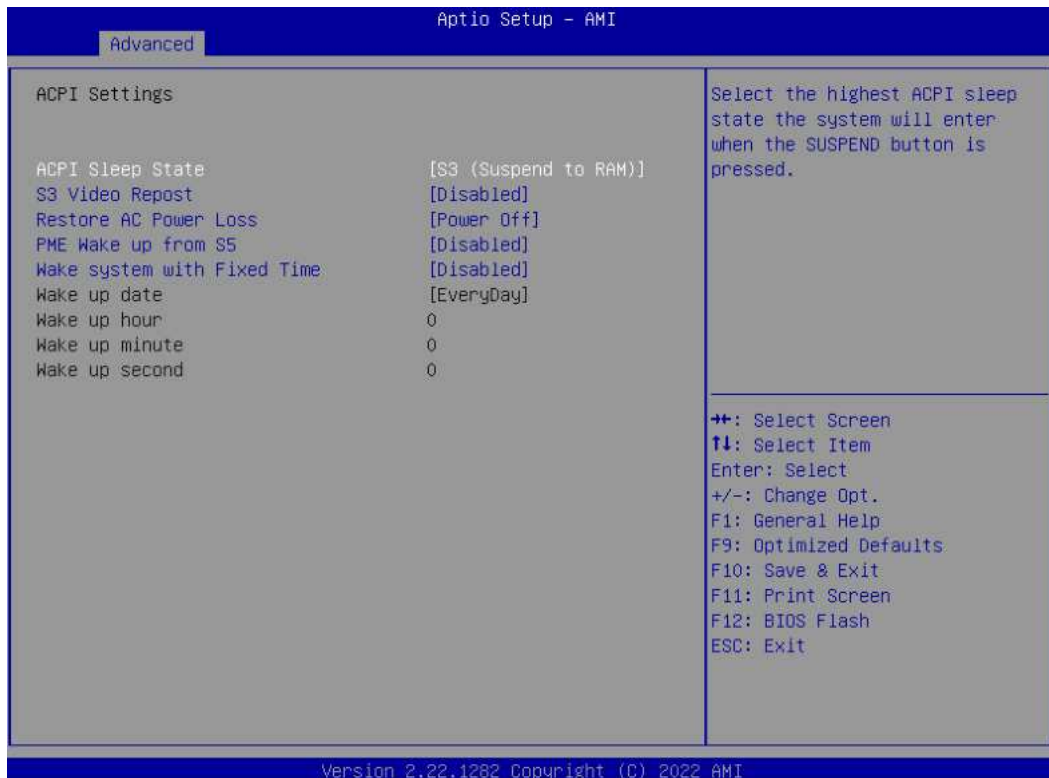 Aptio Setup – AMI
Advanced
ACPI Settings
ACPI Sleep State [S3 (Suspend to RAM)]
S3 Video Repost [Disabled]
Restore AC Power Loss [Power Off]
PME Wake up from S5 [Disabled]
Wake system with Fixed Time [Disabled]
Wake up date [EveryDay]
Wake up hour 0
Wake up minute 0
Wake up second 0
Select the highest ACPI sleep
state the system will enter
when the SUSPEND button is
pressed.
→←: Select Screen
↑↓: Select Item
Enter: Select
+/-: Change Opt.
F1: General Help
F9: Optimized Defaults
F10: Save & Exit
F11: Print Screen
F12: BIOS Flash
ESC: Exit
Version 2.22.1282 Copyright (C) 2022 AMI